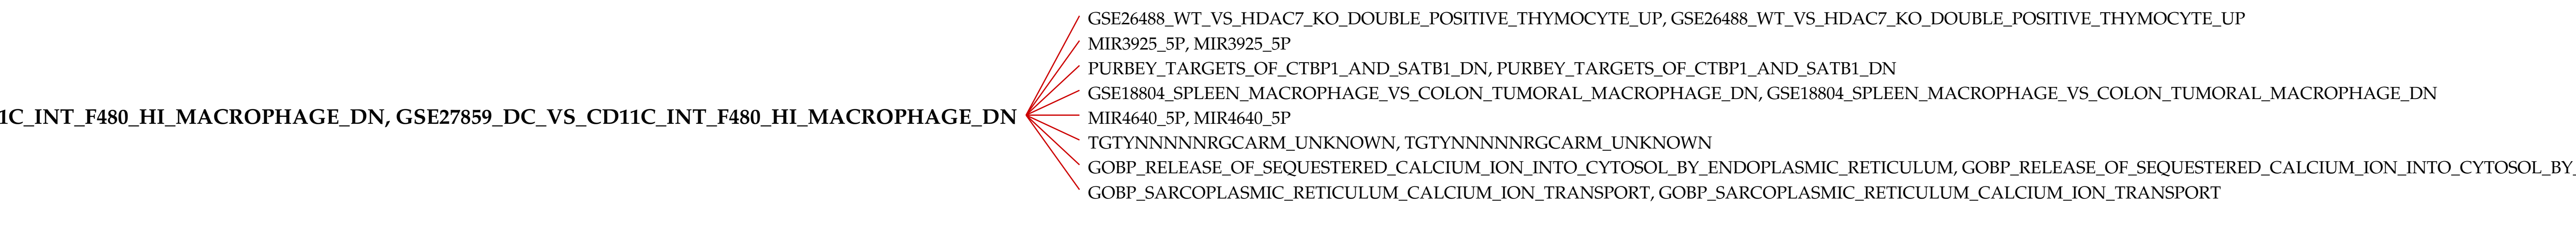 GSE26488_WT_VS_HDAC7_KO_DOUBLE_POSITIVE_THYMOCYTE_UP, GSE26488_WT_VS_HDAC7_KO_DOUBLE_POSITIVE_THYMOCYTE_UP
MIR3925_5P, MIR3925_5P
PURBEY_TARGETS_OF_CTBP1_AND_SATB1_DN, PURBEY_TARGETS_OF_CTBP1_AND_SATB1_DN
GSE18804_SPLEEN_MACROPHAGE_VS_COLON_TUMORAL_MACROPHAGE_DN, GSE18804_SPLEEN_MACROPHAGE_VS_COLON_TUMORAL_MACROPHAGE_DN
1C_INT_F480_HI_MACROPHAGE_DN, GSE27859_DC_VS_CD11C_INT_F480_HI_MACROPHAGE_DN
MIR4640_5P, MIR4640_5P
TGTYNNNNNRGCARM_UNKNOWN, TGTYNNNNNRGCARM_UNKNOWN
GOBP_RELEASE_OF_SEQUESTERED_CALCIUM_ION_INTO_CYTOSOL_BY_ENDOPLASMIC_RETICULUM, GOBP_RELEASE_OF_SEQUESTERED_CALCIUM_ION_INTO_CYTOSOL_BY_
GOBP_SARCOPLASMIC_RETICULUM_CALCIUM_ION_TRANSPORT, GOBP_SARCOPLASMIC_RETICULUM_CALCIUM_ION_TRANSPORT